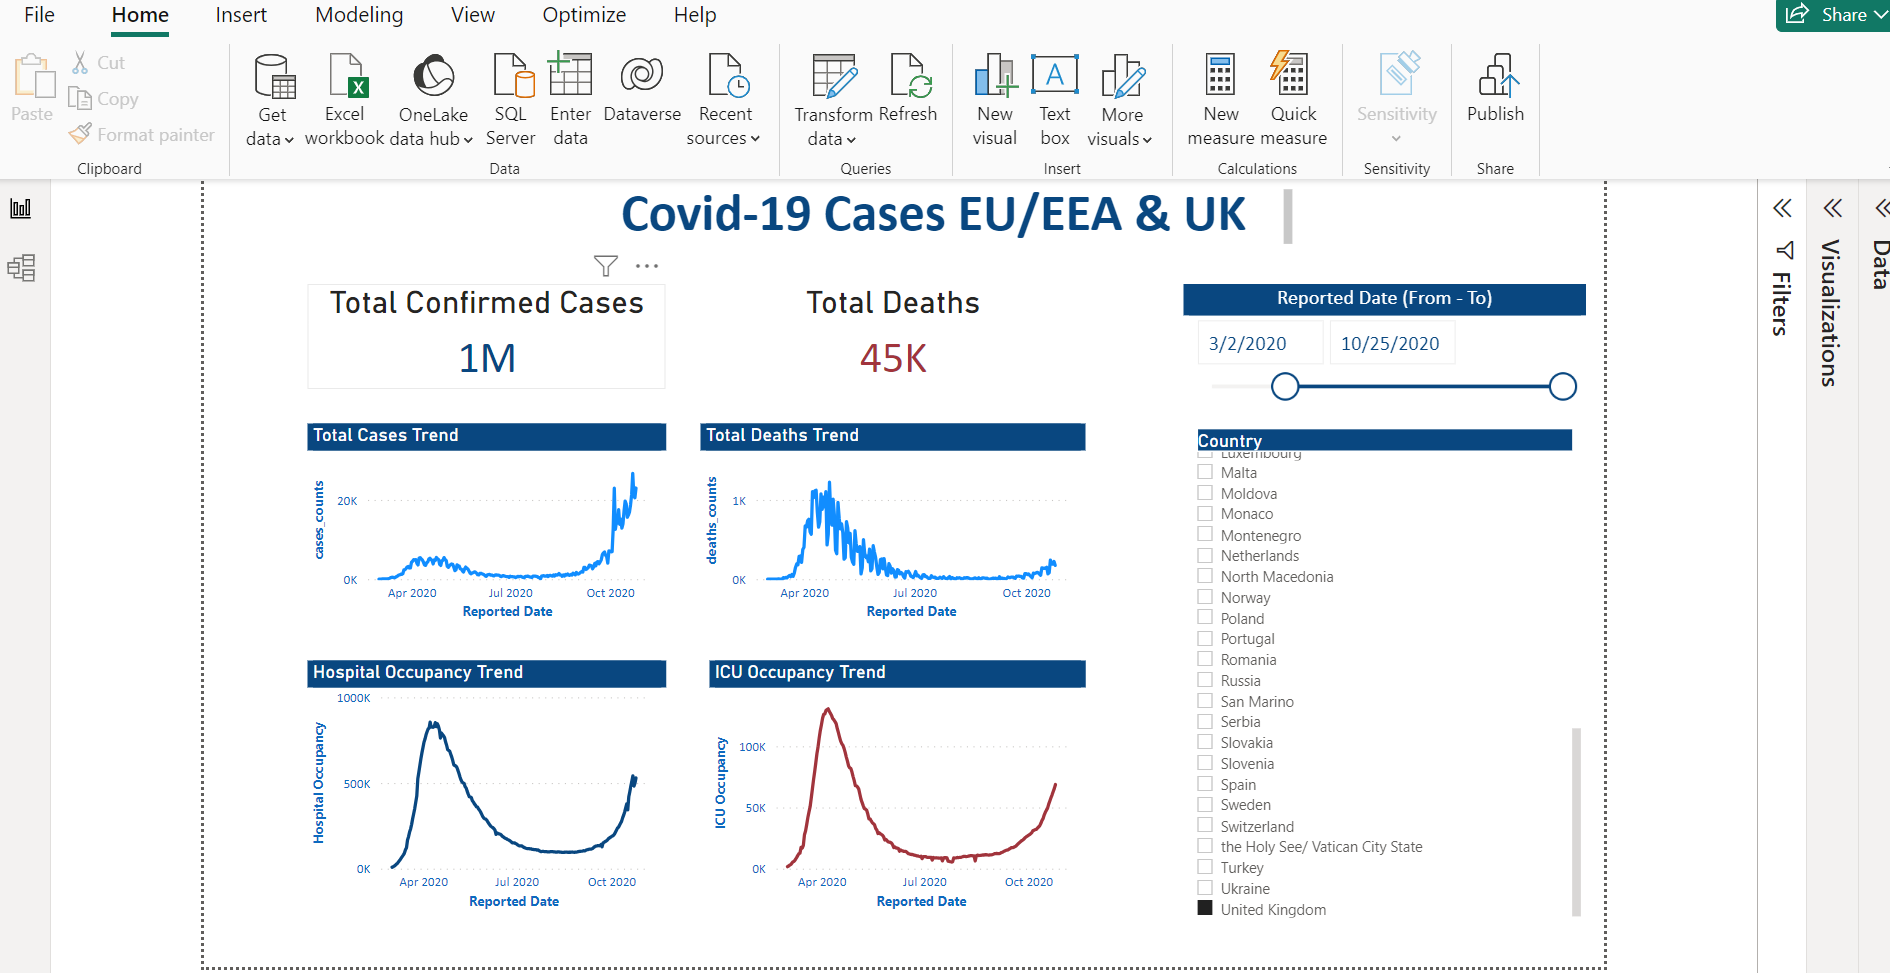 File Home Insert Modeling View Optimize Help
Share
Paste
Cut
Copy
Format painter
Clipboard
Get data
Excel workbook
OneLake data hub
SQL Server
Enter data
Dataverse
Recent sources
Data
Transform data
Refresh
Queries
New visual
A
Text box
More visuals
Insert
New measure
Quick measure
Calculations
Sensitivity
Sensitivity
Publish
Share
Covid-19 Cases EU/EEA & UK
Filters
Visualizations
Data
Total Confirmed Cases
1M
Total Deaths
45K
Reported Date (From - To)
3/2/2020 10/25/2020
Total Cases Trend
cases_counts
20K
0K
Apr 2020 Jul 2020 Oct 2020
Reported Date
Total Deaths Trend
deaths_counts
1K
0K
Apr 2020 Jul 2020 Oct 2020
Reported Date
Hospital Occupancy Trend
Hospital Occupancy
1000K
500K
0K
Apr 2020 Jul 2020 Oct 2020
Reported Date
ICU Occupancy Trend
ICU Occupancy
100K
50K
0K
Apr 2020 Jul 2020 Oct 2020
Reported Date
Country
Luxembourg
Malta
Moldova
Monaco
Montenegro
Netherlands
North Macedonia
Norway
Poland
Portugal
Romania
Russia
San Marino
Serbia
Slovakia
Slovenia
Spain
Sweden
Switzerland
the Holy See/ Vatican City State
Turkey
Ukraine
United Kingdom